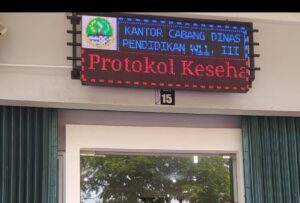 KANTOR CABANG DINAS
PENDIDIKAN WIL. III
Protokol Keseha
15